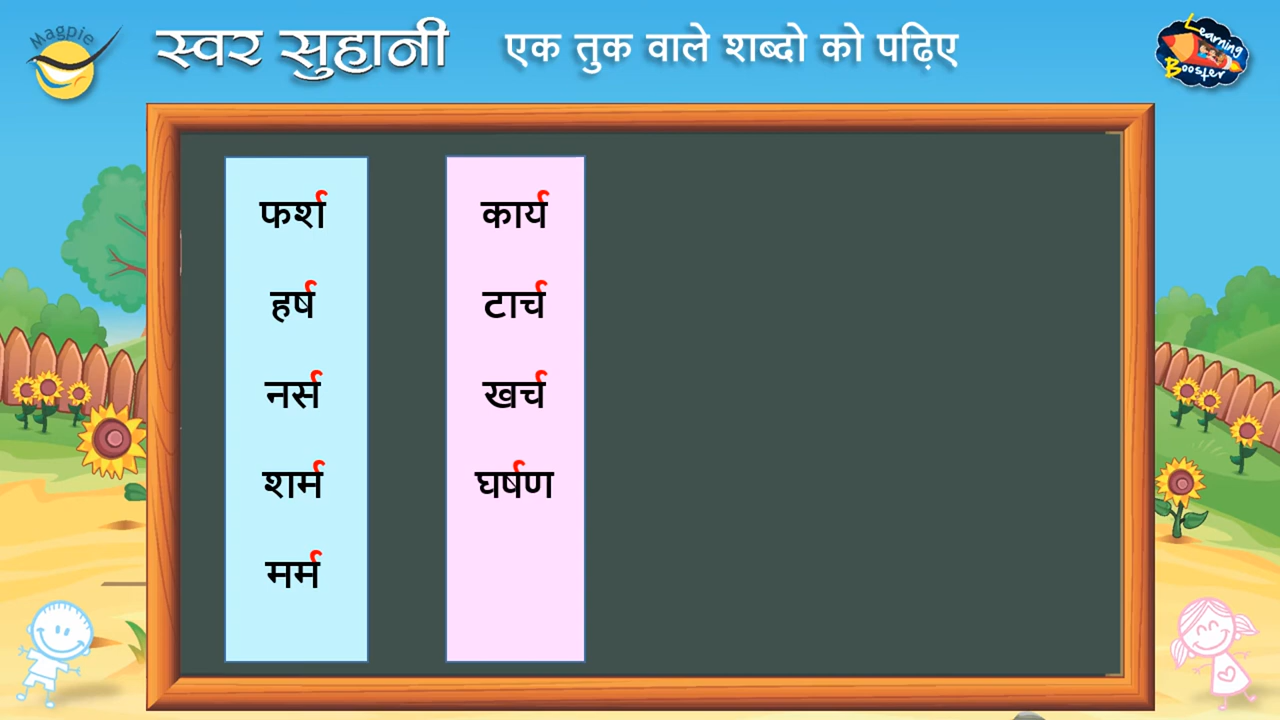 Magpie
स्वर सुहानी
एक तुक वाले शब्दो को पढ़िए
Learning
Booster
फर्श
हर्ष
नर्स
शर्म
मर्म
कार्य
टार्च
खर्च
घर्षण